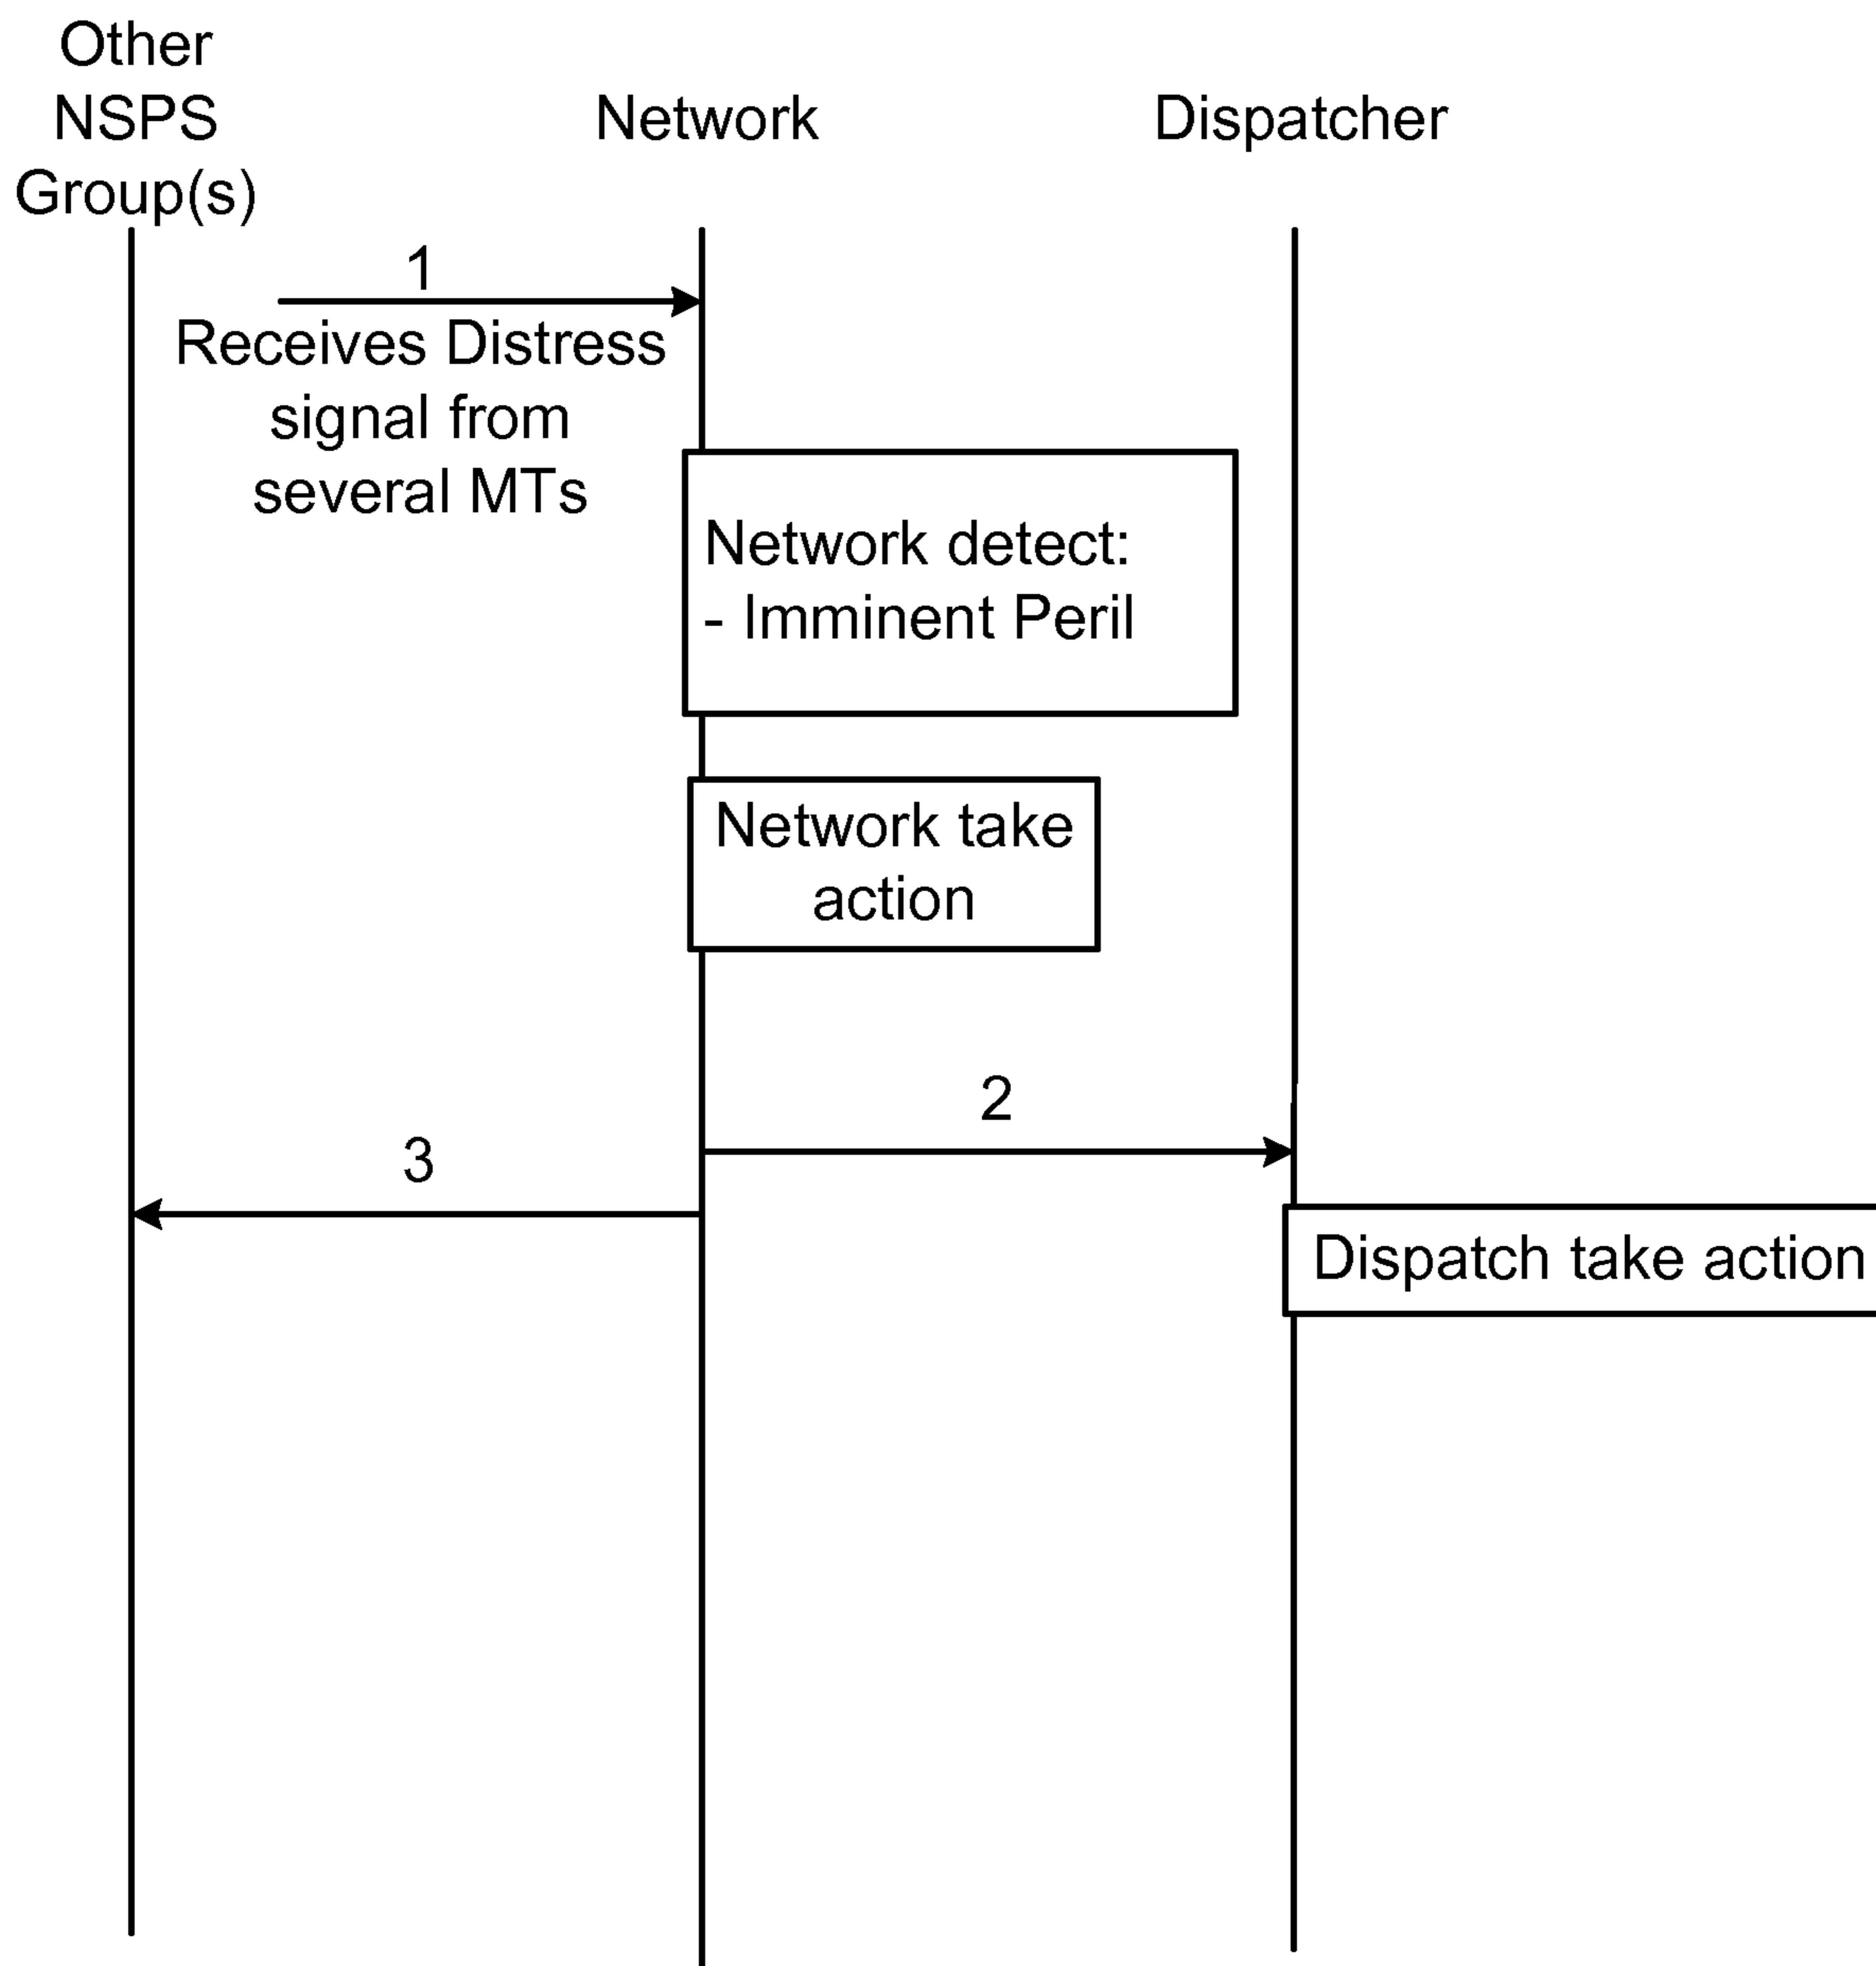 Other
NSPS
Group(s)
Network
Dispatcher
1
Receives Distress
signal from
several MTs
Network detect:
- Imminent Peril
Network take
action
2
3
Dispatch take action